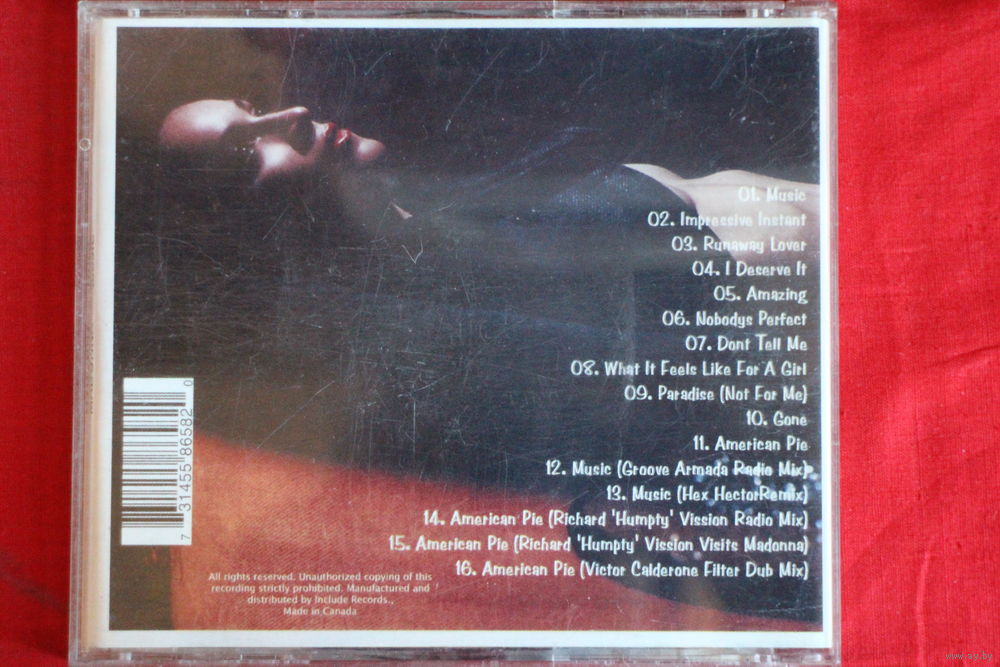 01. Music
02. Impressive Instant
03. Runaway Lover
04. I Deserve It
05. Amazing
06. Nobodys Perfect
07. Dont Tell Me
08. What It Feels Like For A Girl
09. Paradise (Not For Me)
10. Gone
11. American Pie
12. Music (Groove Armada Radio Mix)
13. Music (Hex HectorRemix)
14. American Pie (Richard 'Humpty' Vission Radio Mix)
15. American Pie (Richard 'Humpty' Vission Visits Madonna)
16. American Pie (Victor Calderone Filter Dub Mix)
7 31455 86582 0
All rights reserved. Unauthorized copying of this
recording strictly prohibited. Manufactured and
distributed by Include Records.,
Made in Canada
www.ay.by